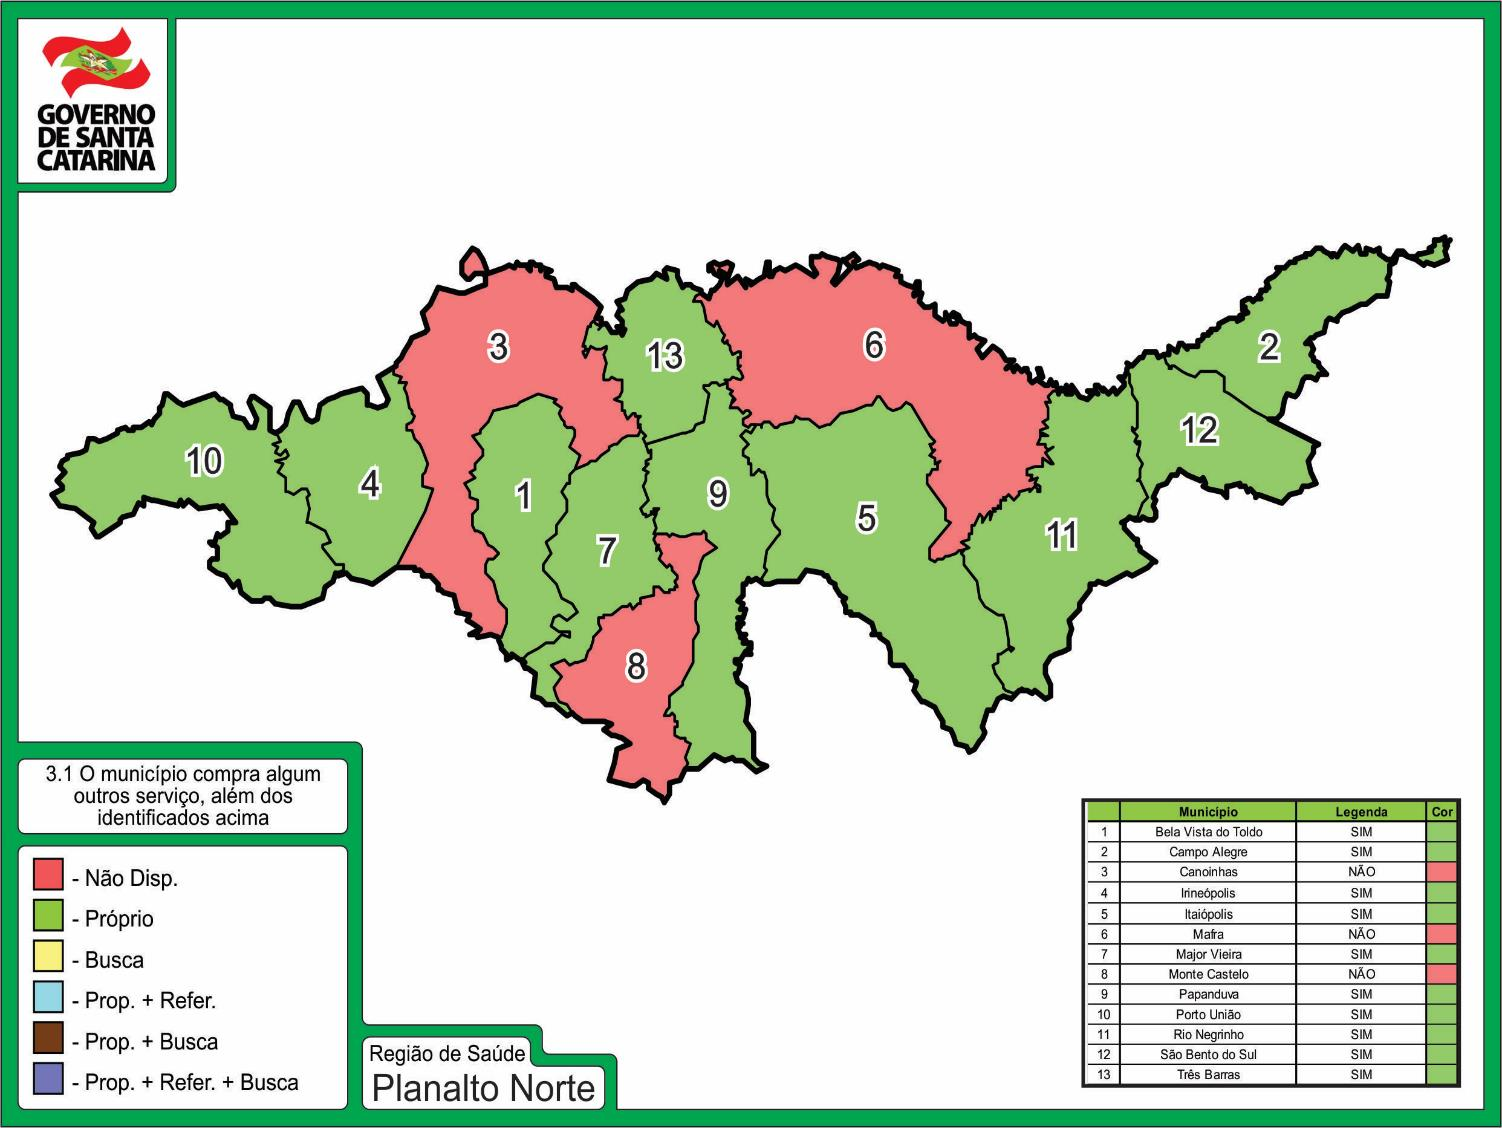 GOVERNO
DE SANTA
CATARINA
3
13
6
2
12
10
4
1
9
5
7
11
8
3.1 O município compra algum
outros serviço, além dos
identificados acima
- Não Disp.
- Próprio
- Busca
- Prop. + Refer.
- Prop. + Busca
- Prop. + Refer. + Busca
Região de Saúde
Planalto Norte
Município Legenda Cor
1 Bela Vista do Toldo SIM
2 Campo Alegre SIM
3 Canoinhas NÃO
4 Irineópolis SIM
5 Itaiópolis SIM
6 Mafra NÃO
7 Major Vieira SIM
8 Monte Castelo NÃO
9 Papanduva SIM
10 Porto União SIM
11 Rio Negrinho SIM
12 São Bento do Sul SIM
13 Três Barras SIM